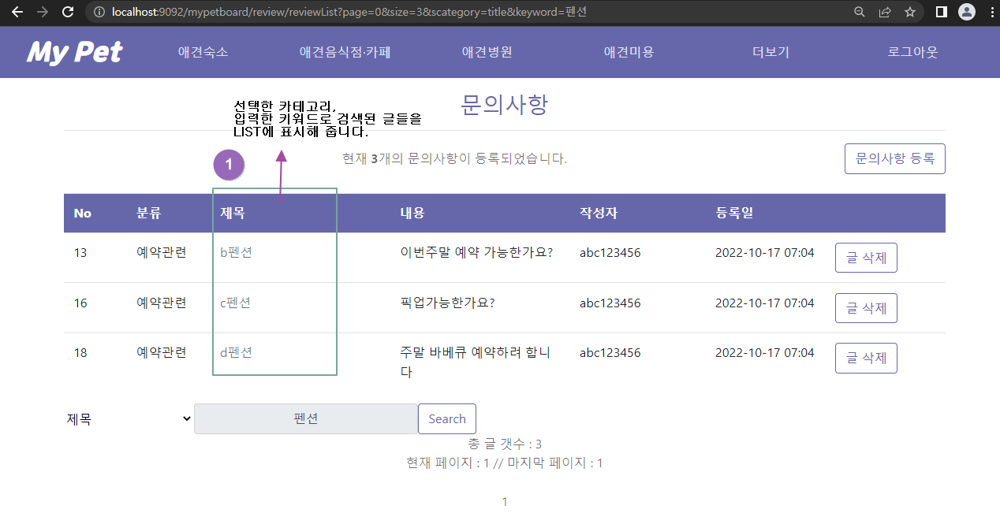 localhost:9092/mypetboard/review/reviewList?page=0&size=3&scategory=title&keyword=펜션
My Pet 애견숙소 애견음식점·카페 애견병원 애견미용 더보기 로그아웃
문의사항
선택한 카테고리,
입력한 키워드로 검색된 글들을
LIST에 표시해 줍니다.
1
현재 3개의 문의사항이 등록되었습니다.
문의사항 등록
No 분류 제목 내용 작성자 등록일
13 예약관련 b펜션 이번주말 예약 가능한가요? abc123456 2022-10-17 07:04 글 삭제
16 예약관련 c펜션 픽업가능한가요? abc123456 2022-10-17 07:04 글 삭제
18 예약관련 d펜션 주말 바베큐 예약하려 합니 abc123456 2022-10-17 07:04 글 삭제
다
제목 펜션 Search
총 글 갯수 : 3
현재 페이지 : 1 // 마지막 페이지 : 1
1